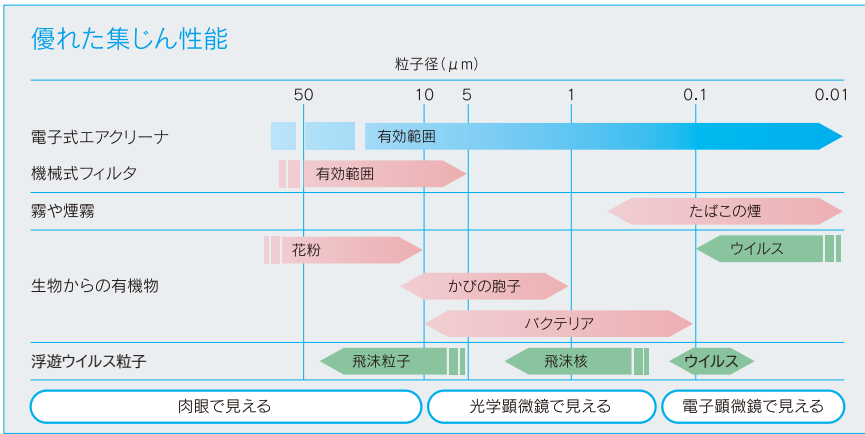 優れた集じん性能
粒子径(μm)
50 10 5 1 0.1 0.01
電子式エアクリーナ 有効範囲
機械式フィルタ 有効範囲
霧や煙霧 たばこの煙
花粉 ウイルス
生物からの有機物 かびの胞子
バクテリア
浮遊ウイルス粒子 飛沫粒子 飛沫核 ウイルス
肉眼で見える 光学顕微鏡で見える 電子顕微鏡で見える